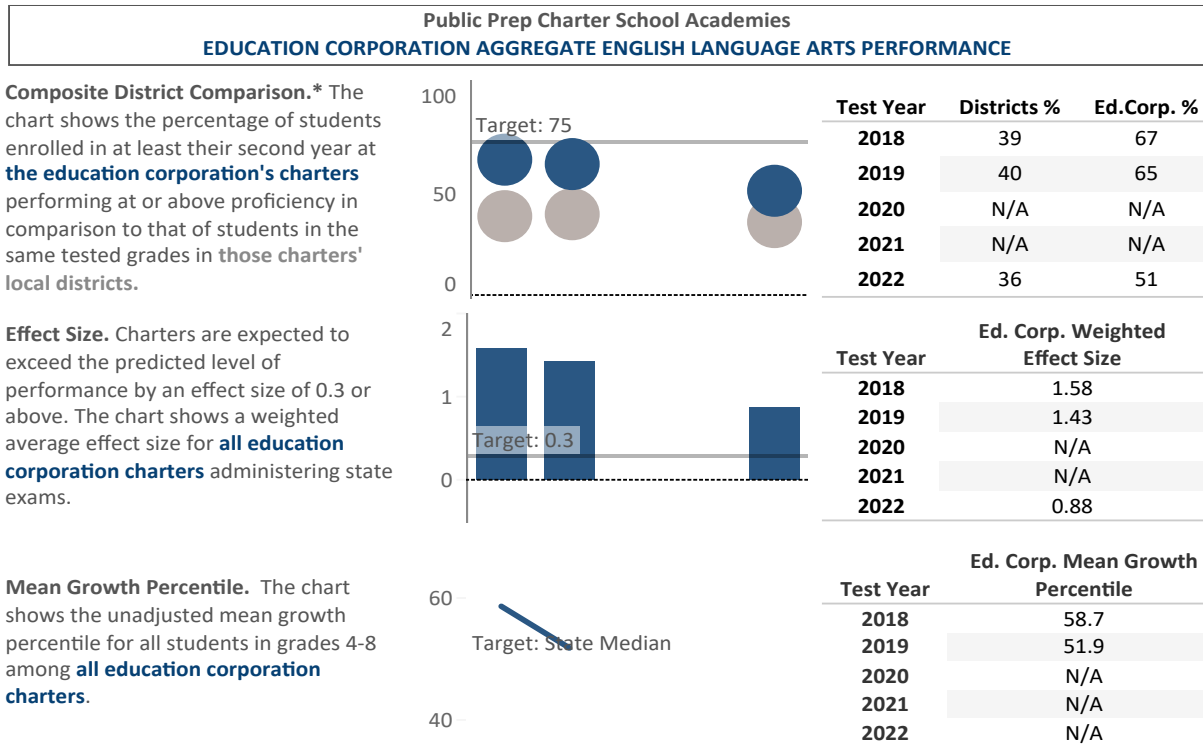 Public Prep Charter School Academies
EDUCATION CORPORATION AGGREGATE ENGLISH LANGUAGE ARTS PERFORMANCE
Composite District Comparison.* The
chart shows the percentage of students
enrolled in at least their second year at
the education corporation's charters
performing at or above proficiency in
comparison to that of students in the
same tested grades in those charters'
local districts.
100
50
0
Target: 75
Test Year Districts % Ed.Corp. %
2018 39 67
2019 40 65
2020 N/A N/A
2021 N/A N/A
2022 36 51
Effect Size. Charters are expected to
exceed the predicted level of
performance by an effect size of 0.3 or
above. The chart shows a weighted
average effect size for all education
corporation charters administering state
exams.
2
1
0
Target: 0.3
Ed. Corp. Weighted
Test Year Effect Size
2018 1.58
2019 1.43
2020 N/A
2021 N/A
2022 0.88
Mean Growth Percentile. The chart
shows the unadjusted mean growth
percentile for all students in grades 4-8
among all education corporation
charters.
60
Target: State Median
40
Ed. Corp. Mean Growth
Test Year Percentile
2018 58.7
2019 51.9
2020 N/A
2021 N/A
2022 N/A